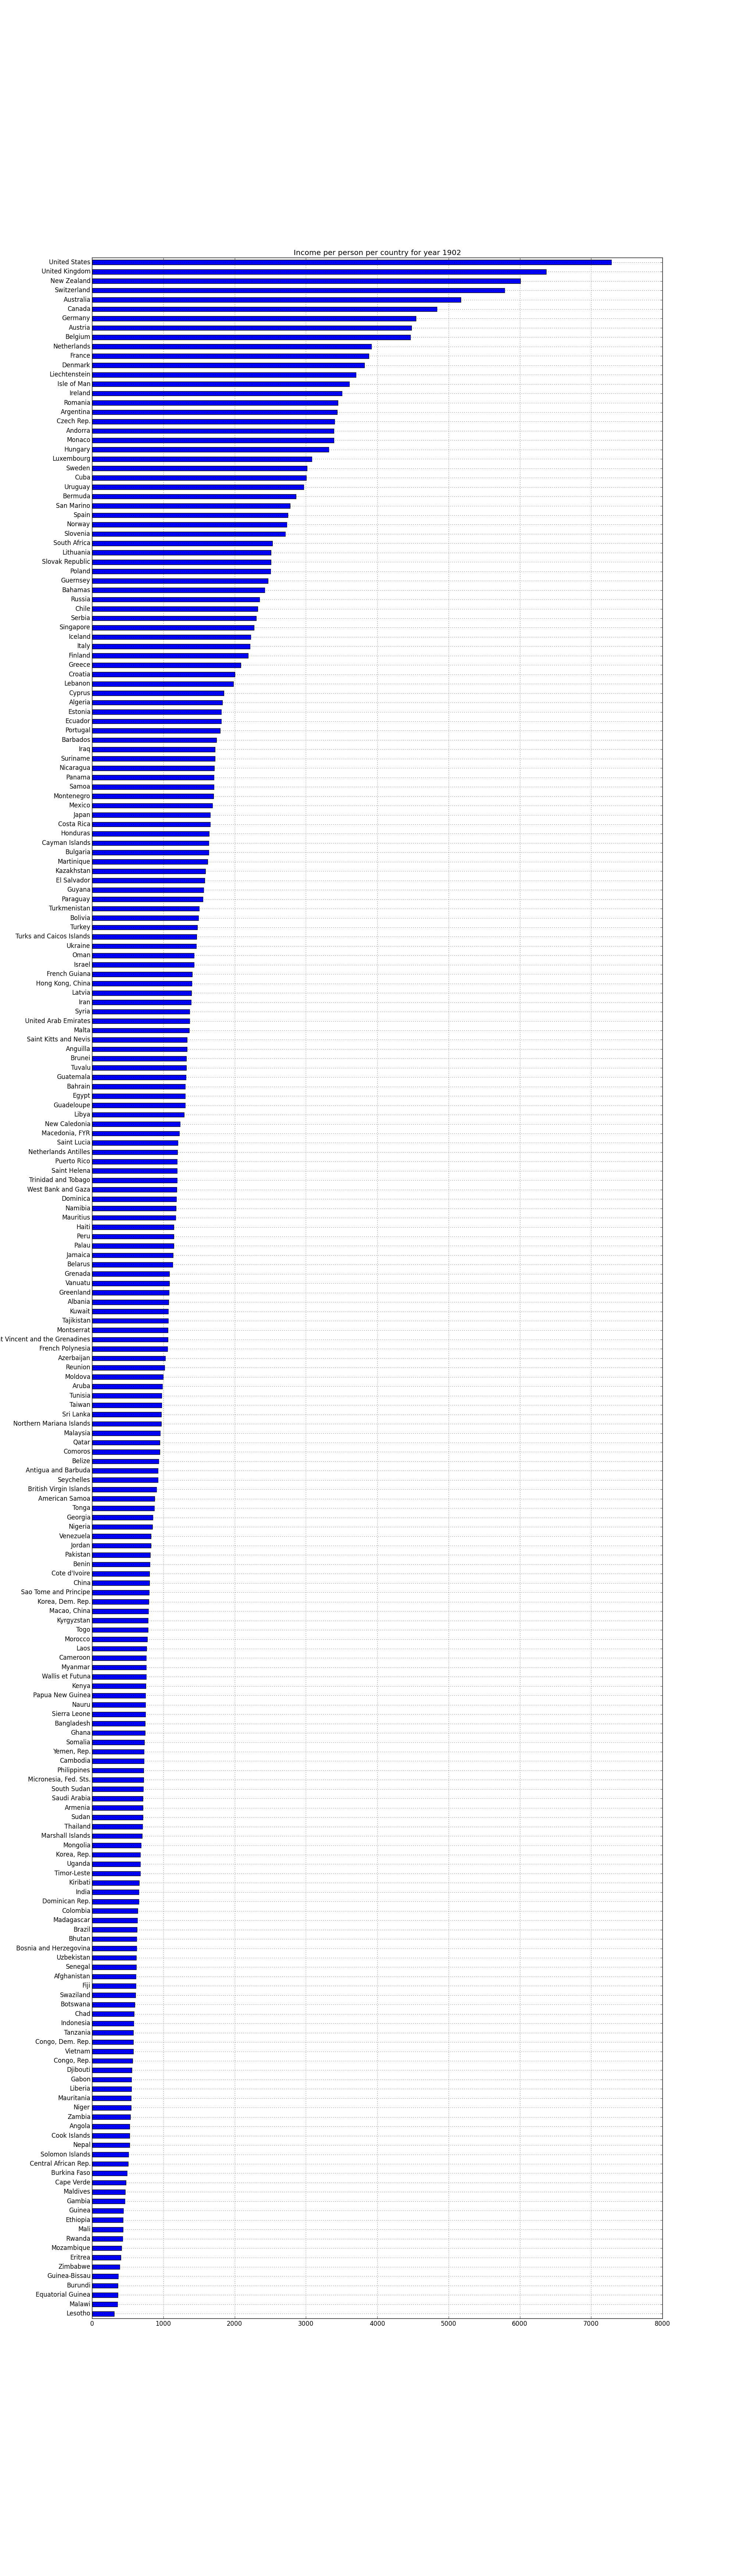 Income per person per country for year 1902
United States
United Kingdom
New Zealand
Switzerland
Australia
Canada
Germany
Austria
Belgium
Netherlands
France
Denmark
Liechtenstein
Isle of Man
Ireland
Romania
Argentina
Czech Rep.
Andorra
Monaco
Hungary
Luxembourg
Sweden
Cuba
Uruguay
Bermuda
San Marino
Spain
Norway
Slovenia
South Africa
Lithuania
Slovak Republic
Poland
Guernsey
Bahamas
Russia
Chile
Serbia
Singapore
Iceland
Italy
Finland
Greece
Croatia
Lebanon
Cyprus
Algeria
Estonia
Ecuador
Portugal
Barbados
Iraq
Suriname
Nicaragua
Panama
Samoa
Montenegro
Mexico
Japan
Costa Rica
Honduras
Cayman Islands
Bulgaria
Martinique
Kazakhstan
El Salvador
Guyana
Paraguay
Turkmenistan
Bolivia
Turkey
Turks and Caicos Islands
Ukraine
Oman
Israel
French Guiana
Hong Kong, China
Latvia
Iran
Syria
United Arab Emirates
Malta
Saint Kitts and Nevis
Anguilla
Brunei
Tuvalu
Guatemala
Bahrain
Egypt
Guadeloupe
Libya
New Caledonia
Macedonia, FYR
Saint Lucia
Netherlands Antilles
Puerto Rico
Saint Helena
Trinidad and Tobago
West Bank and Gaza
Dominica
Namibia
Mauritius
Haiti
Peru
Palau
Jamaica
Belarus
Grenada
Vanuatu
Greenland
Albania
Kuwait
Tajikistan
Montserrat
t Vincent and the Grenadines
French Polynesia
Azerbaijan
Reunion
Moldova
Aruba
Tunisia
Taiwan
Sri Lanka
Northern Mariana Islands
Malaysia
Qatar
Comoros
Belize
Antigua and Barbuda
Seychelles
British Virgin Islands
American Samoa
Tonga
Georgia
Nigeria
Venezuela
Jordan
Pakistan
Benin
Cote d'Ivoire
China
Sao Tome and Principe
Korea, Dem. Rep.
Macao, China
Kyrgyzstan
Togo
Morocco
Laos
Cameroon
Myanmar
Wallis et Futuna
Kenya
Papua New Guinea
Nauru
Sierra Leone
Bangladesh
Ghana
Somalia
Yemen, Rep.
Cambodia
Philippines
Micronesia, Fed. Sts.
South Sudan
Saudi Arabia
Armenia
Sudan
Thailand
Marshall Islands
Mongolia
Korea, Rep.
Uganda
Timor-Leste
Kiribati
India
Dominican Rep.
Colombia
Madagascar
Brazil
Bhutan
Bosnia and Herzegovina
Uzbekistan
Senegal
Afghanistan
Fiji
Swaziland
Botswana
Chad
Indonesia
Tanzania
Congo, Dem. Rep.
Vietnam
Congo, Rep.
Djibouti
Gabon
Liberia
Mauritania
Niger
Zambia
Angola
Cook Islands
Nepal
Solomon Islands
Central African Rep.
Burkina Faso
Cape Verde
Maldives
Gambia
Guinea
Ethiopia
Mali
Rwanda
Mozambique
Eritrea
Zimbabwe
Guinea-Bissau
Burundi
Equatorial Guinea
Malawi
Lesotho
0 1000 2000 3000 4000 5000 6000 7000 8000